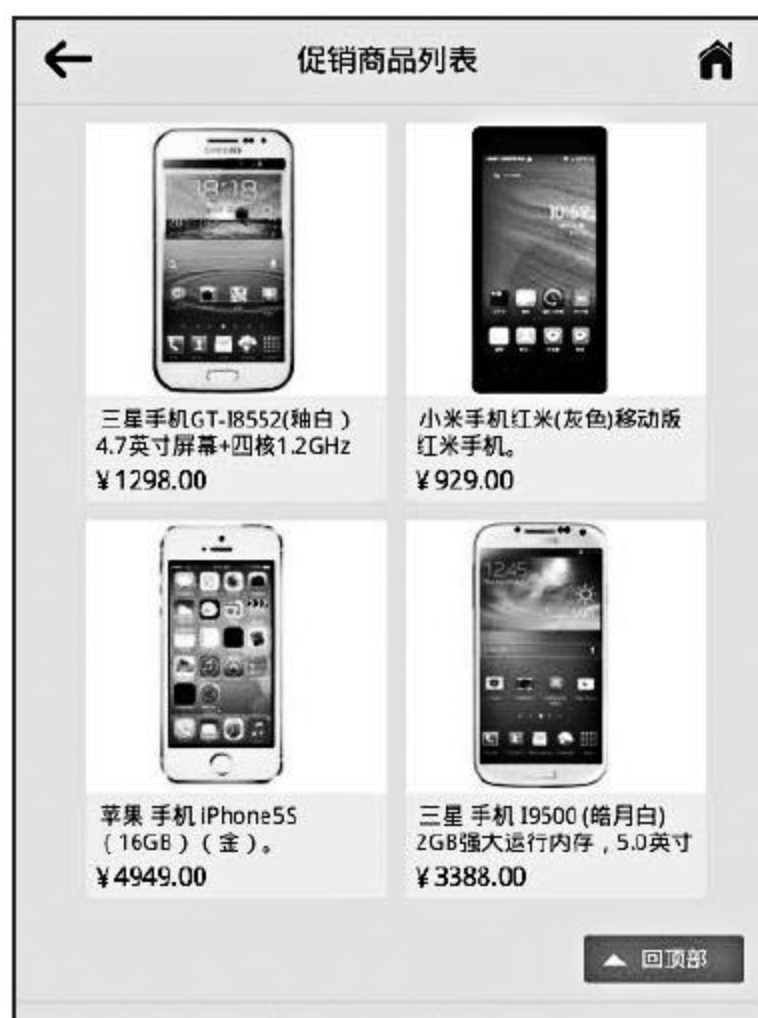 促销商品列表
三星手机GT-I8552(釉白）
4.7英寸屏幕+四核1.2GHz
¥1298.00
小米手机红米(灰色)移动版
红米手机。
¥929.00
苹果 手机 iPhone5S
（16GB）（金）。
¥4949.00
三星 手机 I9500 (皓月白)
2GB强大运行内存，5.0英寸
¥3388.00
回顶部